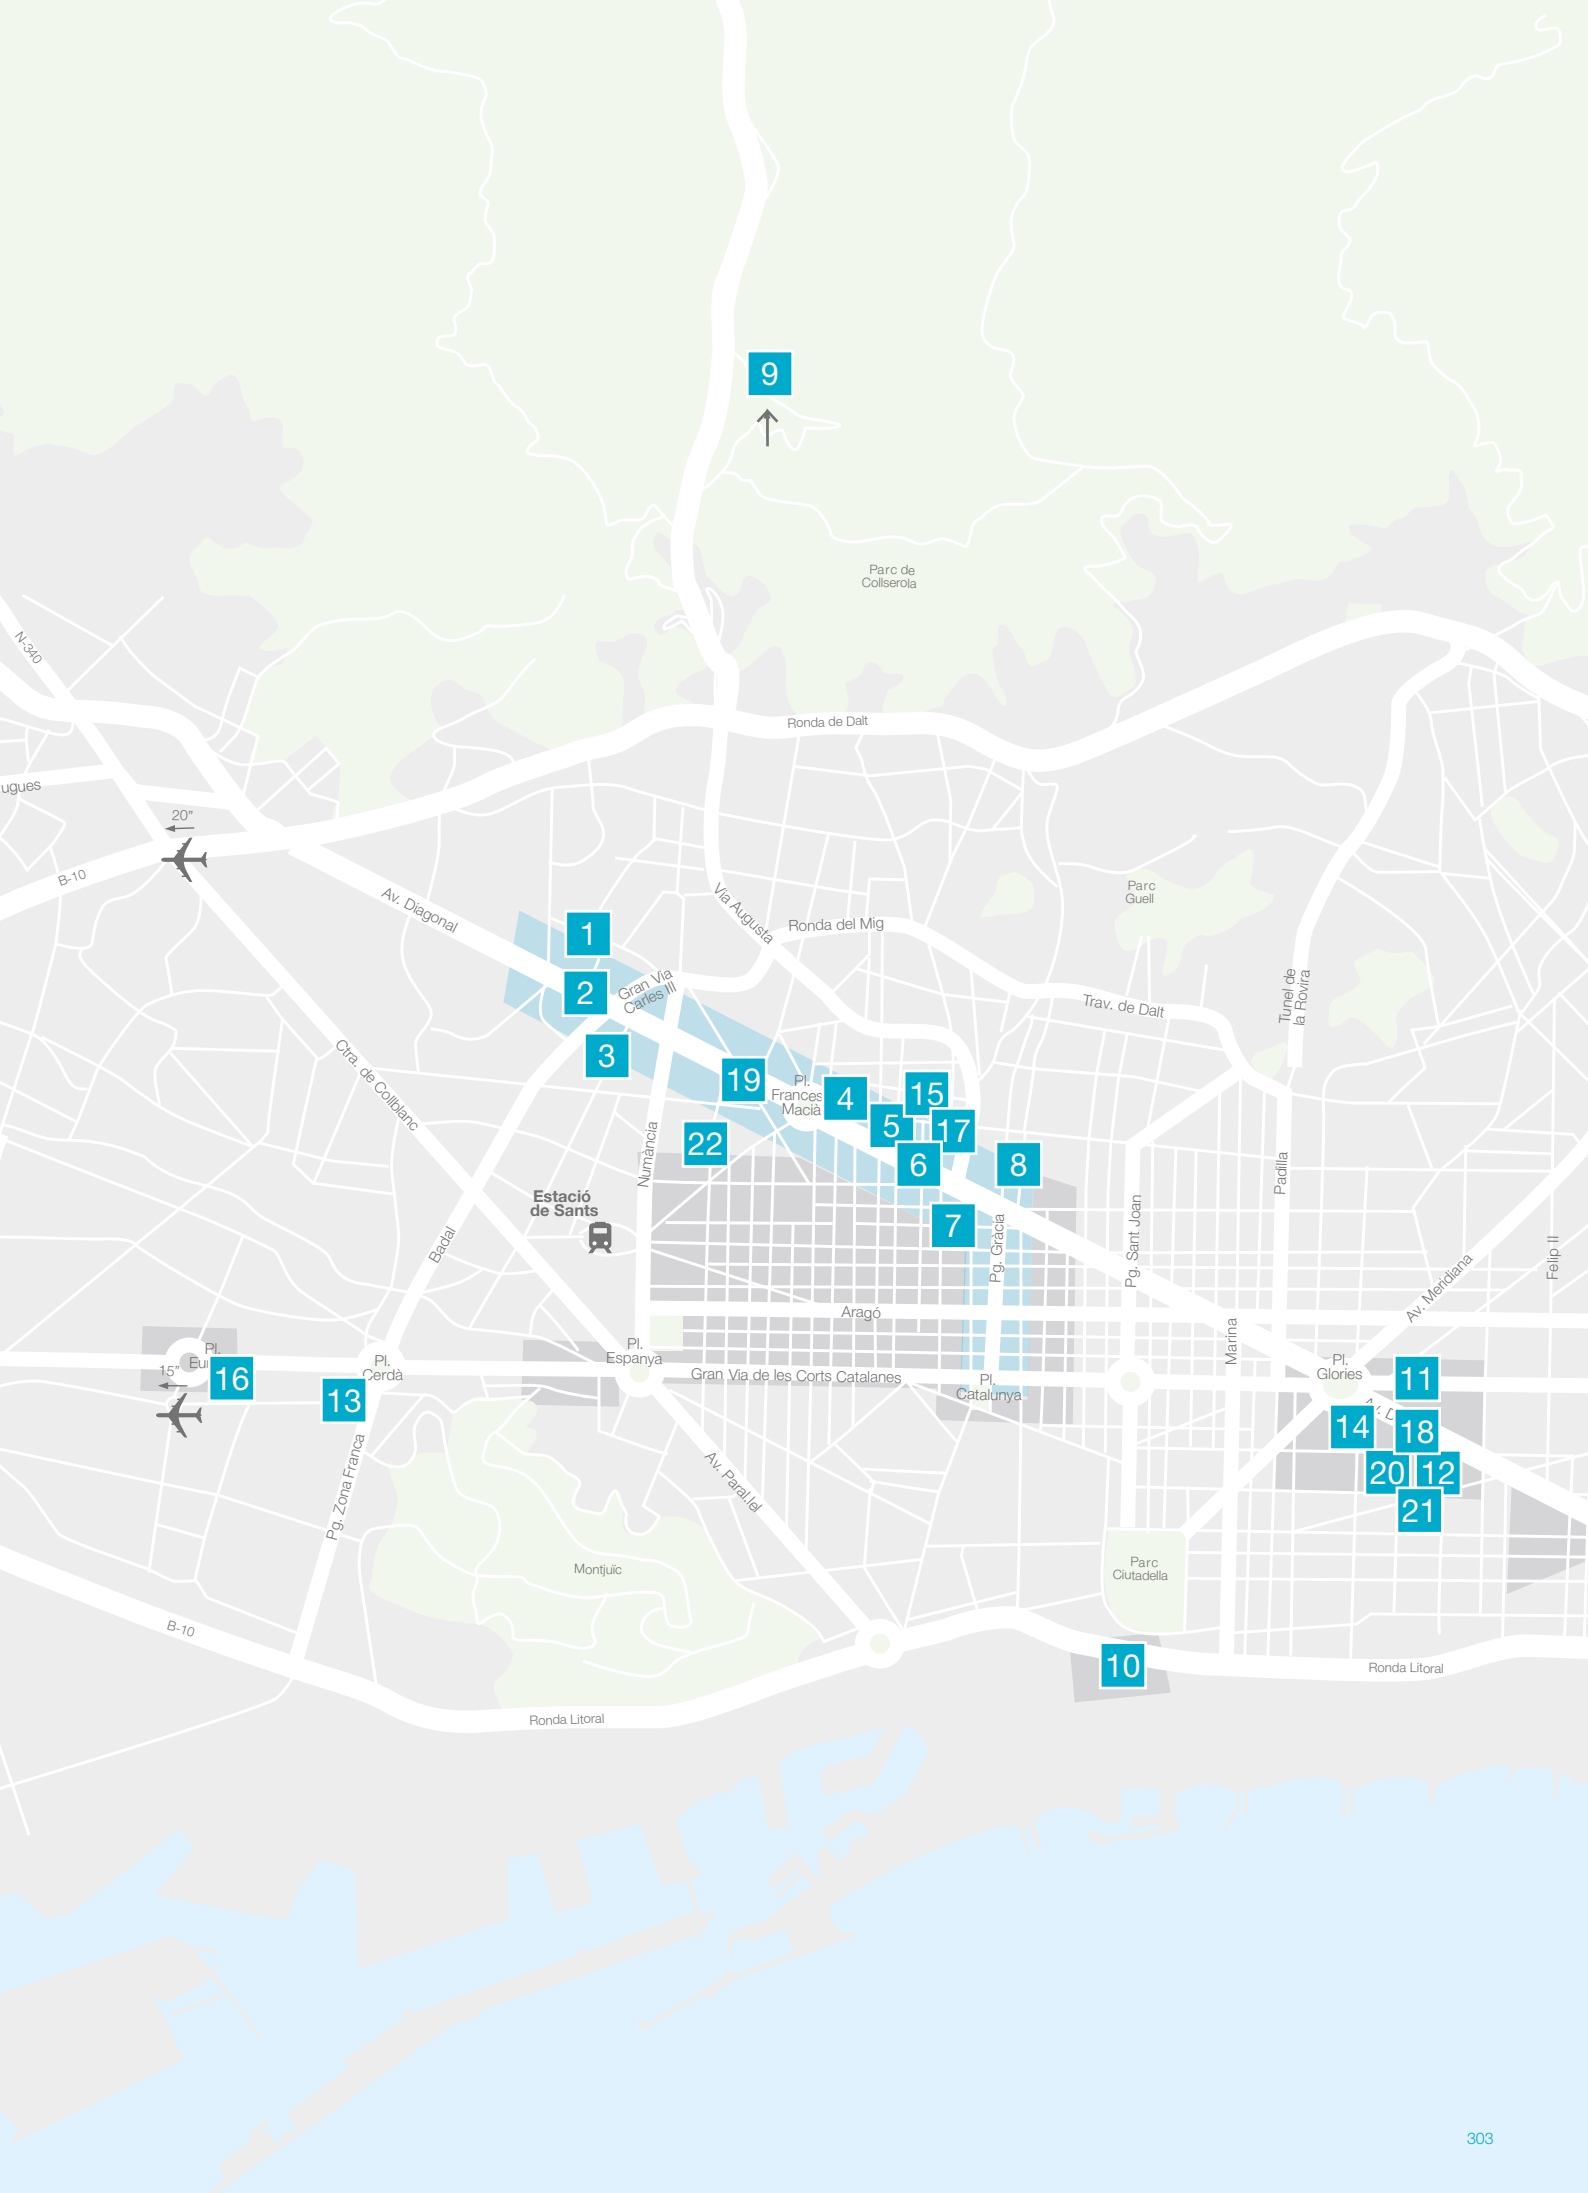 9
Parc de
Collserola
N-340
Ronda de Dalt
ugues
20"
B-10
Av. Diagonal
Via Augusta
Ronda del Mig
Parc
Guell
1
2
Gran Via
Carles III
3
Trav. de Dalt
Tunel de
la Rovira
Ctra. de Collblanc
19
Pl.
Frances
Macià
4
15
5
17
6
8
22
Numància
7
Estació
de Sants
Badal
Pg. Gràcia
Pg. Sant Joan
Padilla
Felip II
Av. Meridiana
Aragó
Marina
Pl.
Espanya
Pl.
Eu
15"
16
Pl.
Cerdà
13
Gran Via de les Corts Catalanes
Pl.
Catalunya
Pl.
Glories
11
Av. D
14
18
20
12
21
Pg. Zona Franca
Av. Paral.lel
Montjuïc
Parc
Ciutadella
B-10
10
Ronda Litoral
Ronda Litoral
303